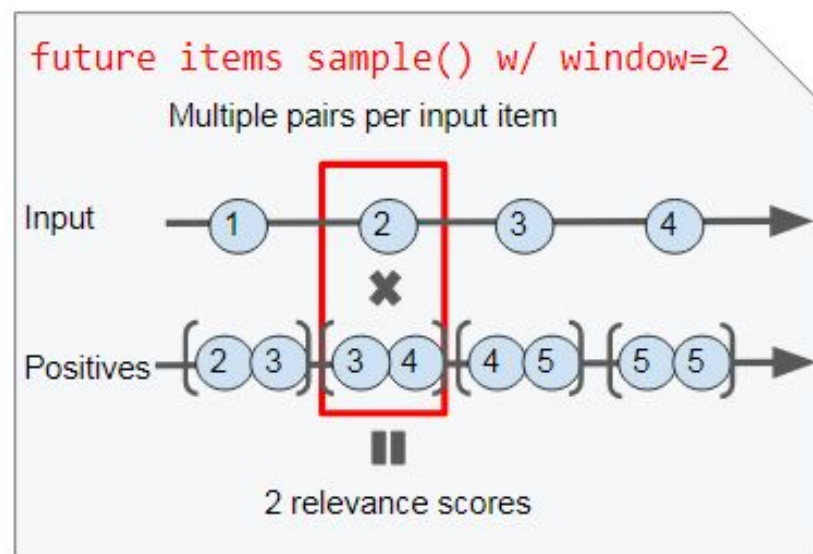 future items sample() w/ window=2
Multiple pairs per input item
Input 1 2 3 4
Positives 2 3 3 4 4 5 5 5
2 relevance scores